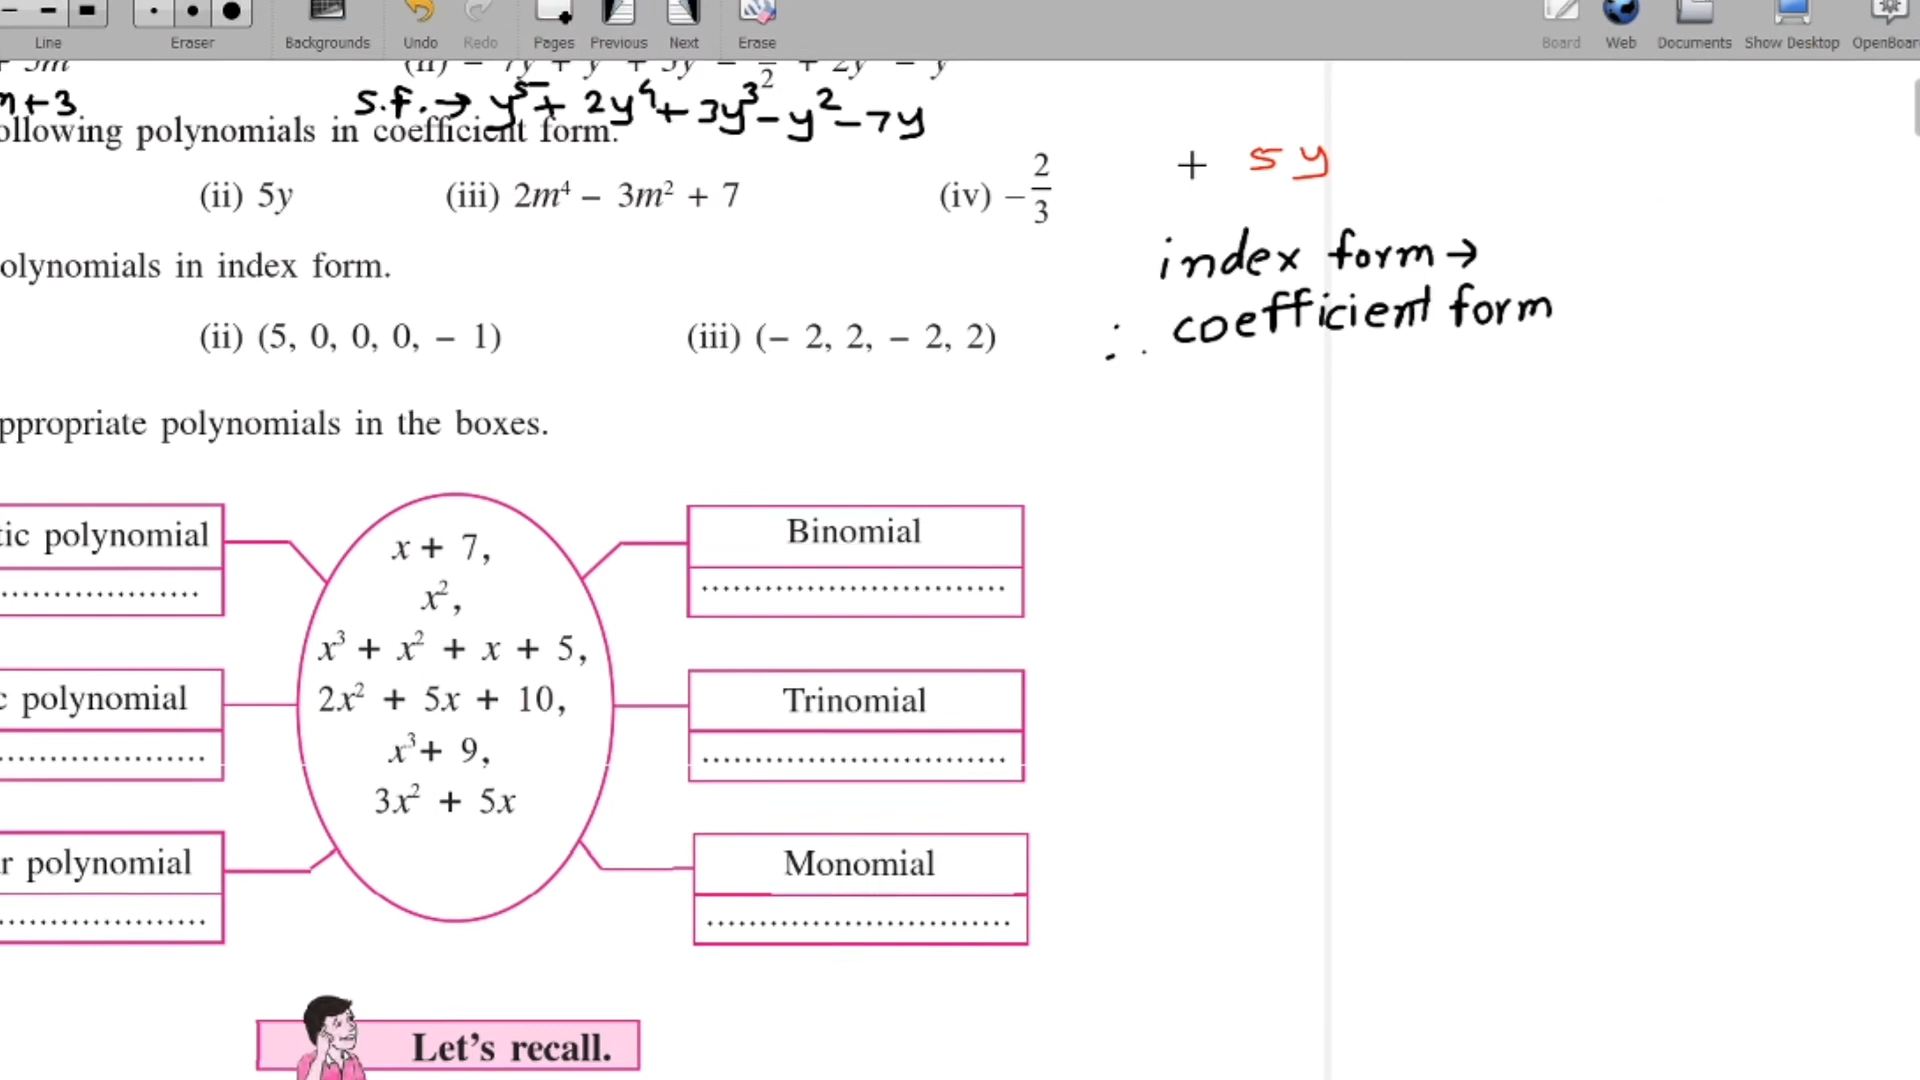 Line Eraser Backgrounds Undo Redo Pages Previous Next Erase Board Web Documents Show Desktop OpenBoar
+ 3
s.f. → y⁵ + 2y⁴ + 3y³ - y² - 7y
ollowing polynomials in coefficient form.
(ii) 5y (iii) 2m⁴ – 3m² + 7 (iv) –2/3
+ 5y
index form →
∴ coefficient form
olynomials in index form.
(ii) (5, 0, 0, 0, – 1) (iii) (– 2, 2, – 2, 2)
ppropriate polynomials in the boxes.
tic polynomial
....................
c polynomial
....................
r polynomial
....................
x + 7,
x²,
x³ + x² + x + 5,
2x² + 5x + 10,
x³+ 9,
3x² + 5x
Binomial
.............................
Trinomial
.............................
Monomial
.............................
Let's recall.